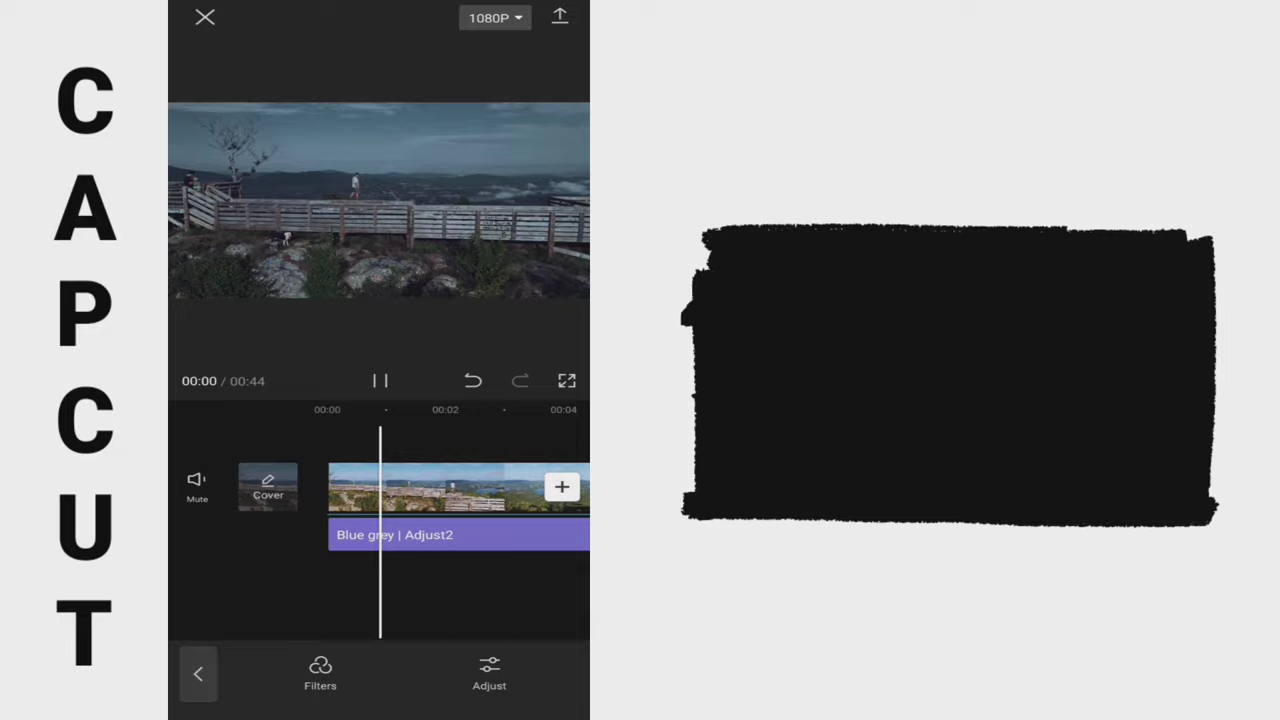 CAPCUT
1080P
00:00 / 00:44
00:00 00:02 00:04
Mute
Cover
Blue grey | Adjust2
Filters Adjust